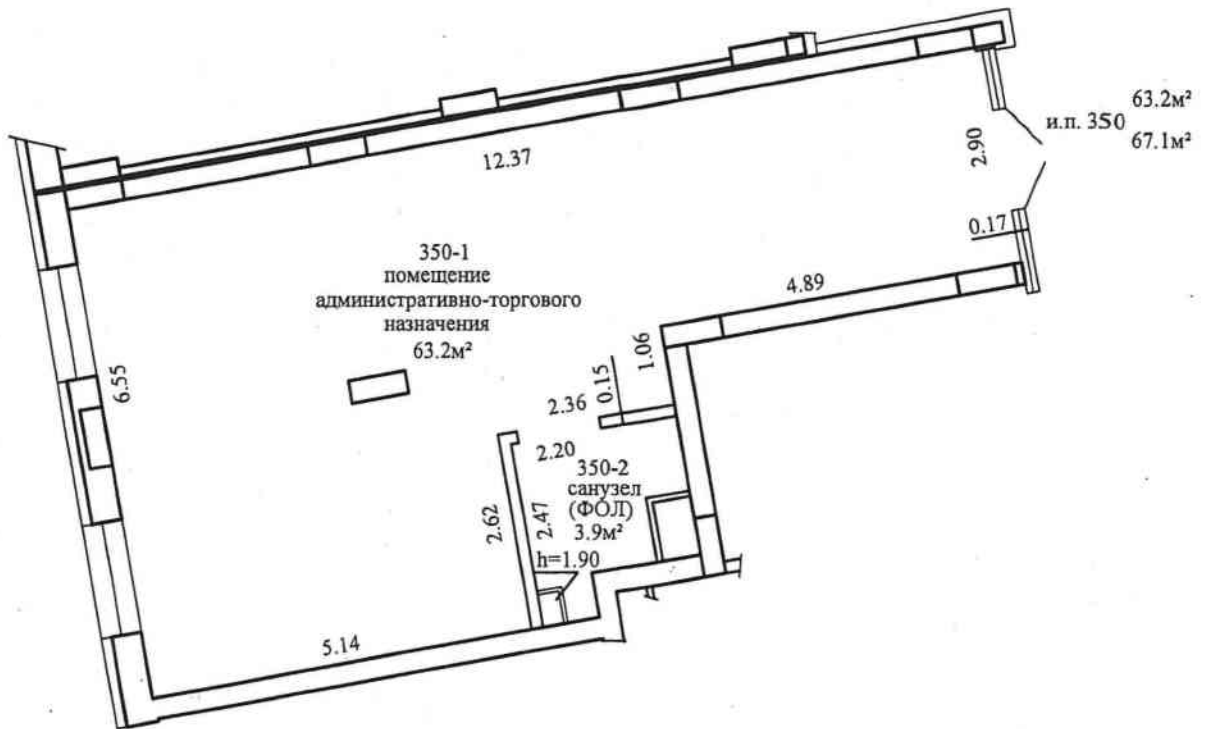 63.2м²
и.п. 350
67.1м²
12.37
2.90
0.17
350-1
помещение
административно-торгового
назначения
63.2м²
4.89
6.55
1.06
0.15
2.36
2.20
350-2
санузел
(ФОЛ)
3.9м²
2.62
2.47
h=1.90
5.14